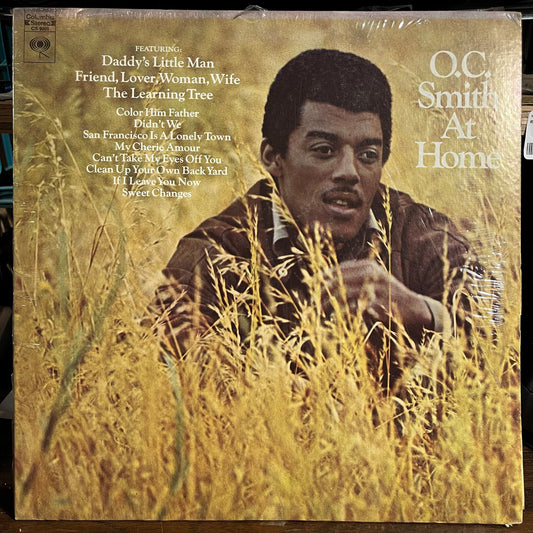 Columbia
Stereo
FEATURING:
Daddy's Little Man
Friend, Lover, Woman, Wife
The Learning Tree
Color Him Father
Didn't We
San Francisco Is A Lonely Town
My Cherie Amour
Can't Take My Eyes Off You
Clean Up Your Own Back Yard
If I Leave You Now
Sweet Changes
O.C.
Smith
At
Home